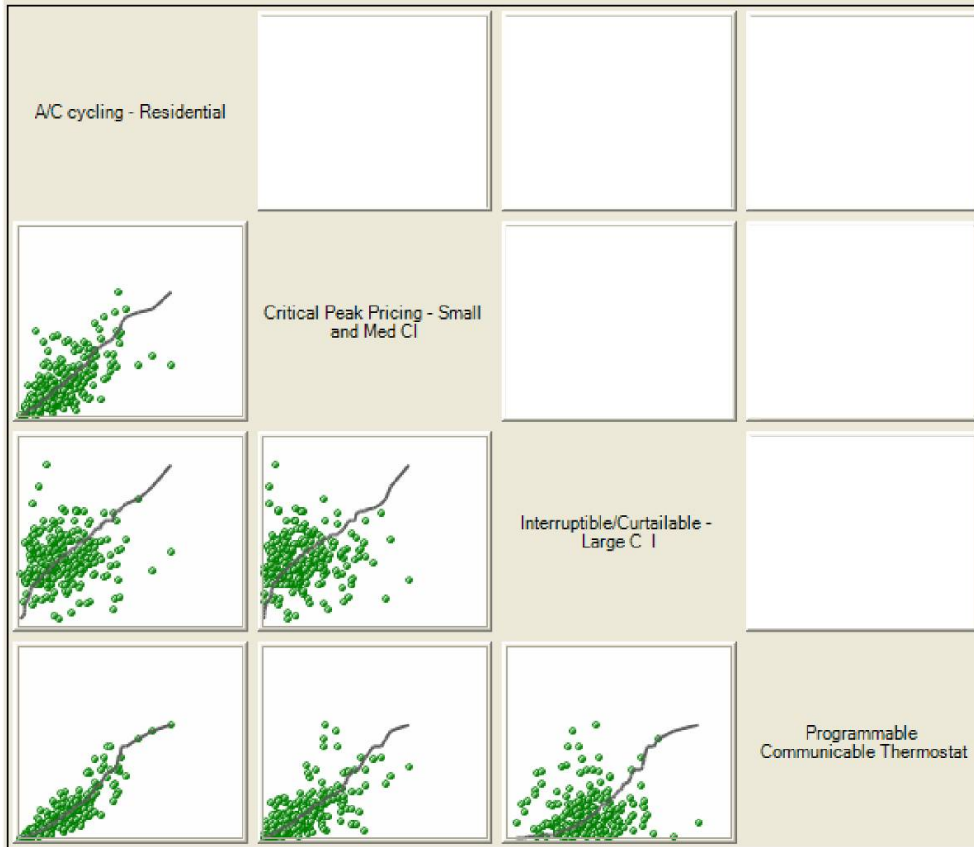 A/C cycling - Residential
Critical Peak Pricing - Small
and Med CI
Interruptible/Curtailable -
Large C I
Programmable
Communicable Thermostat